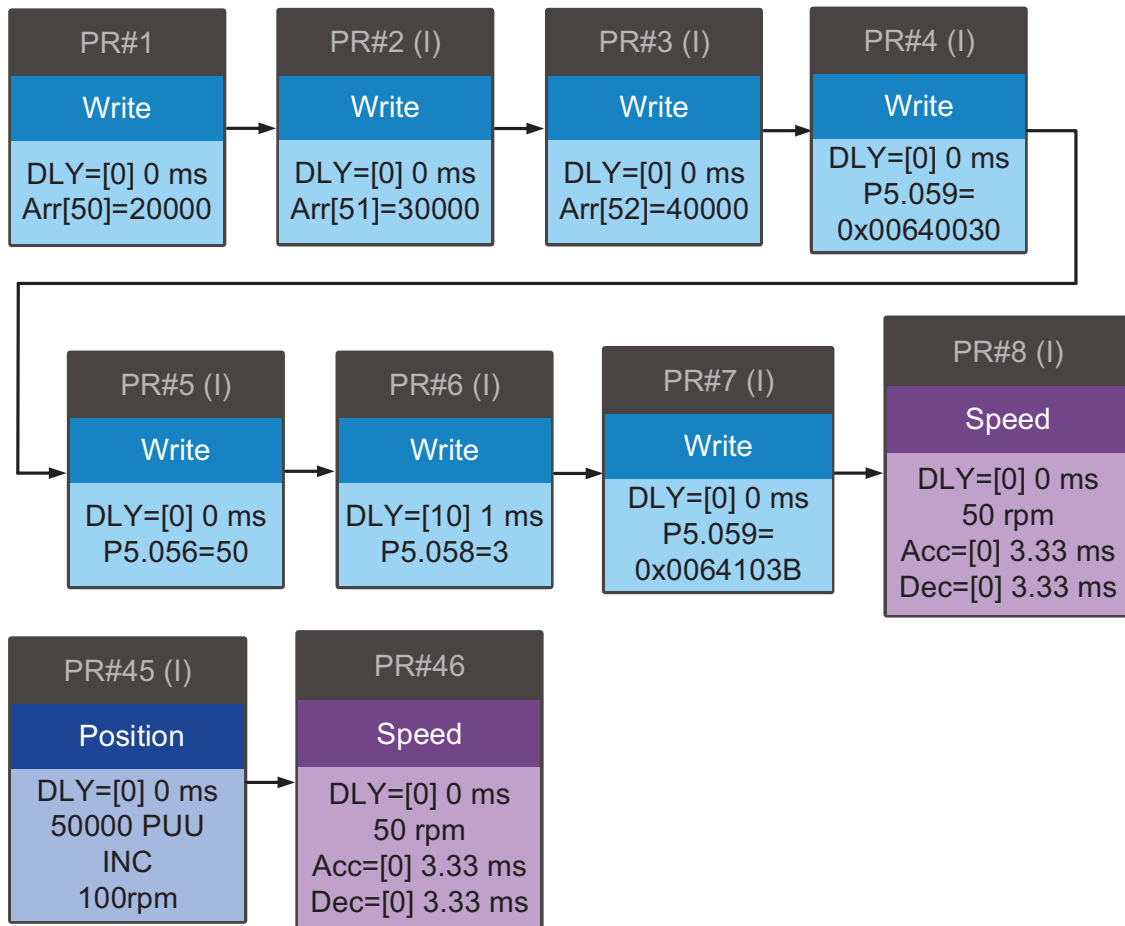 PR#1
Write
DLY=[0] 0 ms
Arr[50]=20000
PR#2 (I)
Write
DLY=[0] 0 ms
Arr[51]=30000
PR#3 (I)
Write
DLY=[0] 0 ms
Arr[52]=40000
PR#4 (I)
Write
DLY=[0] 0 ms
P5.059=
0x00640030
PR#5 (I)
Write
DLY=[0] 0 ms
P5.056=50
PR#6 (I)
Write
DLY=[10] 1 ms
P5.058=3
PR#7 (I)
Write
DLY=[0] 0 ms
P5.059=
0x0064103B
PR#8 (I)
Speed
DLY=[0] 0 ms
50 rpm
Acc=[0] 3.33 ms
Dec=[0] 3.33 ms
PR#45 (I)
Position
DLY=[0] 0 ms
50000 PUU
INC
100rpm
PR#46
Speed
DLY=[0] 0 ms
50 rpm
Acc=[0] 3.33 ms
Dec=[0] 3.33 ms